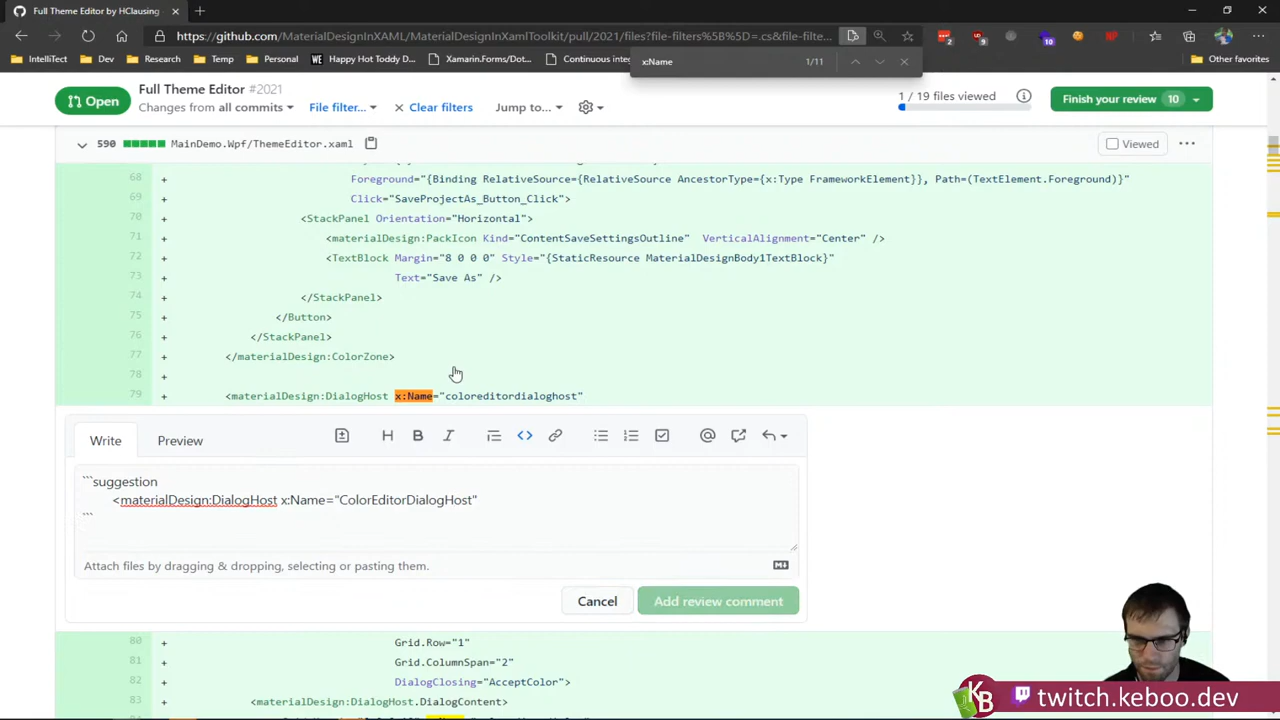 Full Theme Editor by HClausing
https://github.com/MaterialDesignInXAML/MaterialDesignInXamlToolkit/pull/2021/files?file-filters%5B%5D=.cs&file-filte...
IntelliTect Dev Research Temp Personal Happy Hot Toddy D... Xamarin.Forms/Dot... Continuous integ Other favorites
x:Name 1/11
Open
Full Theme Editor #2021
Changes from all commits File filter... Clear filters Jump to...
1 / 19 files viewed
Finish your review 10
590 MainDemo.Wpf/ThemeEditor.xaml Viewed
68 + Foreground="{Binding RelativeSource={RelativeSource AncestorType={x:Type FrameworkElement}}, Path=(TextElement.Foreground)}"
69 + Click="SaveProjectAs_Button_Click">
70 + <StackPanel Orientation="Horizontal">
71 + <materialDesign:PackIcon Kind="ContentSaveSettingsOutline" VerticalAlignment="Center" />
72 + <TextBlock Margin="8 0 0 0" Style="{StaticResource MaterialDesignBody1TextBlock}"
73 + Text="Save As" />
74 + </StackPanel>
75 + </Button>
76 + </StackPanel>
77 + </materialDesign:ColorZone>
78 +
79 + <materialDesign:DialogHost x:Name="coloreditordialoghost"
Write Preview
```suggestion
<materialDesign:DialogHost x:Name="ColorEditorDialogHost"
```
Attach files by dragging & dropping, selecting or pasting them.
Cancel Add review comment
80 + Grid.Row="1"
81 + Grid.ColumnSpan="2"
82 + DialogClosing="AcceptColor">
83 + <materialDesign:DialogHost.DialogContent>
KB twitch.keboo.dev